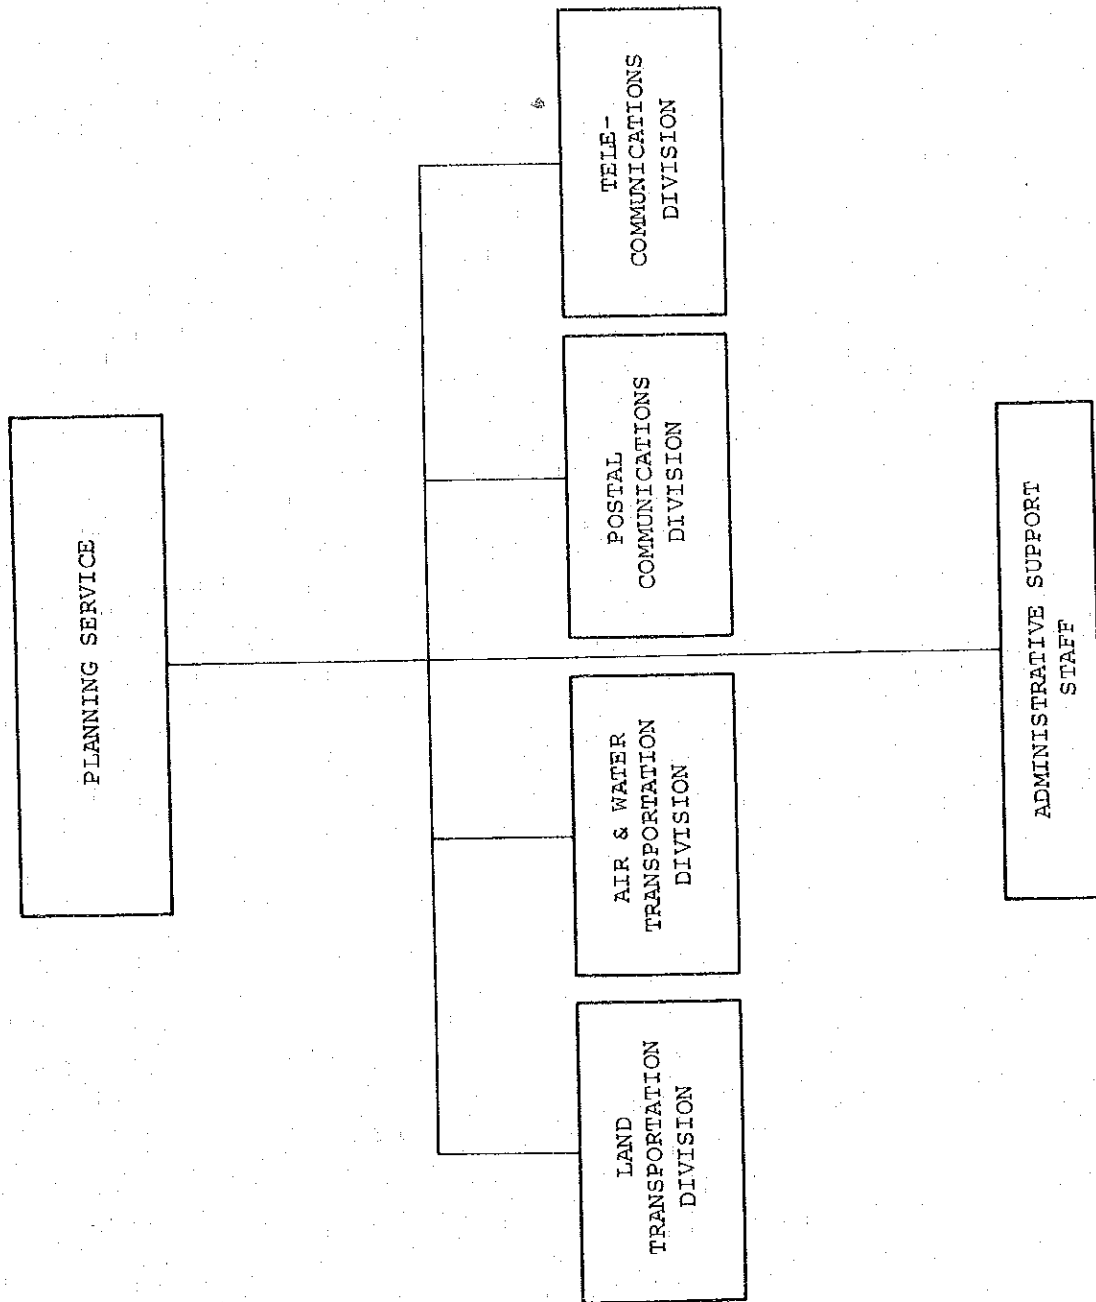 PLANNING SERVICE
LAND
TRANSPORTATION
DIVISION
AIR & WATER
TRANSPORTATION
DIVISION
POSTAL
COMMUNICATIONS
DIVISION
TELE-
COMMUNICATIONS
DIVISION
ADMINISTRATIVE SUPPORT
STAFF